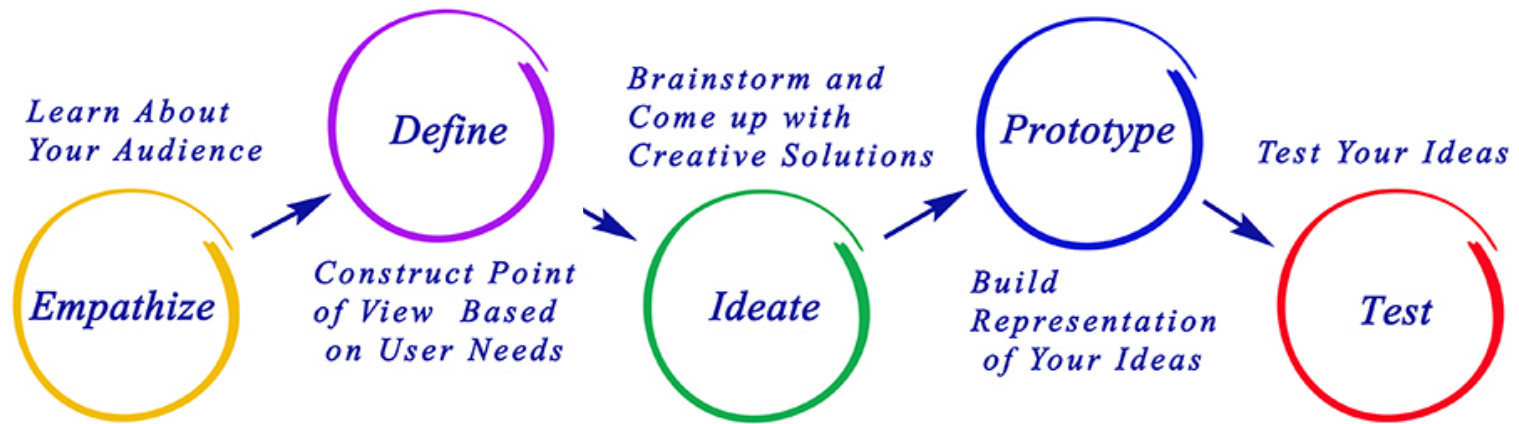 Learn About
Your Audience
Empathize
Define
Construct Point
of View Based
on User Needs
Brainstorm and
Come up with
Creative Solutions
Ideate
Prototype
Build
Representation
of Your Ideas
Test Your Ideas
Test